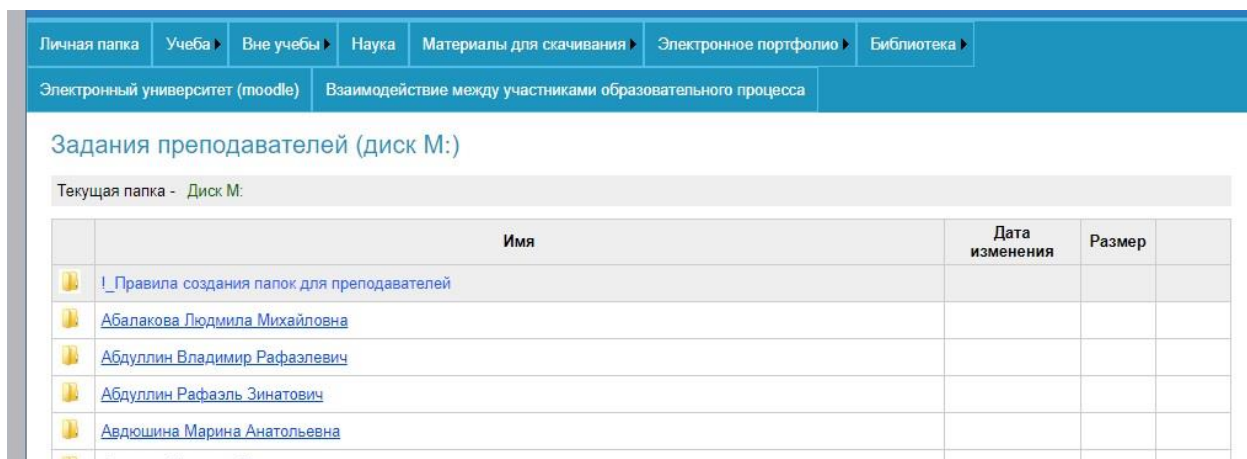 Личная папка Учеба Вне учебы Наука Материалы для скачивания Электронное портфолио Библиотека
Электронный университет (moodle) Взаимодействие между участниками образовательного процесса
Задания преподавателей (диск М:)
Текущая папка - Диск М:
Имя Дата изменения Размер
!_Правила создания папок для преподавателей
Абалакова Людмила Михайловна
Абдуллин Владимир Рафаэлевич
Абдуллин Рафаэль Зинатович
Авдюшина Марина Анатольевна